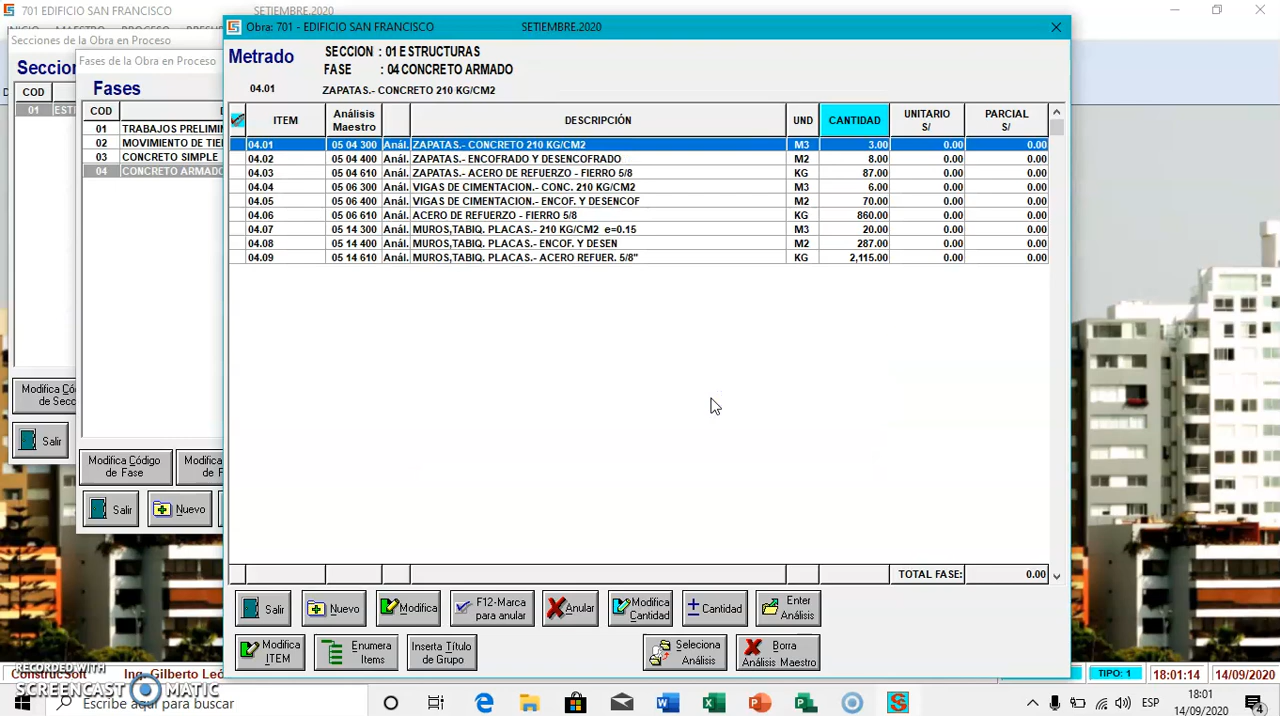 701 EDIFICIO SAN FRANCISCO SETIEMBRE.2020
Secciones de la Obra en Proceso
Seccion
COD
01 EST
Modifica Có
de Secc
Salir
Fases de la Obra en Proceso
Fases
COD
01 TRABAJOS PRELIMI
02 MOVIMIENTO DE TIE
03 CONCRETO SIMPLE
04 CONCRETO ARMADO
Modifica Código
de Fase
Salir
Nuevo
Obra: 701 - EDIFICIO SAN FRANCISCO SETIEMBRE.2020
Metrado
SECCION : 01 ESTRUCTURAS
FASE : 04 CONCRETO ARMADO
04.01 ZAPATAS.- CONCRETO 210 KG/CM2
ITEM Análisis Maestro DESCRIPCIÓN UND CANTIDAD UNITARIO S/ PARCIAL S/
04.01 05 04 300 Anál. ZAPATAS.- CONCRETO 210 KG/CM2 M3 3.00 0.00 0.00
04.02 05 04 400 Anál. ZAPATAS.- ENCOFRADO Y DESENCOFRADO M2 8.00 0.00 0.00
04.03 05 04 610 Anál. ZAPATAS.- ACERO DE REFUERZO - FIERRO 5/8 KG 87.00 0.00 0.00
04.04 05 06 300 Anál. VIGAS DE CIMENTACION.- CONC. 210 KG/CM2 M3 6.00 0.00 0.00
04.05 05 06 400 Anál. VIGAS DE CIMENTACION.- ENCOF. Y DESENCOF M2 70.00 0.00 0.00
04.06 05 06 610 Anál. ACERO DE REFUERZO - FIERRO 5/8 KG 860.00 0.00 0.00
04.07 05 14 300 Anál. MUROS,TABIQ. PLACAS.- 210 KG/CM2 e=0.15 M3 20.00 0.00 0.00
04.08 05 14 400 Anál. MUROS,TABIQ. PLACAS.- ENCOF. Y DESEN M2 287.00 0.00 0.00
04.09 05 14 610 Anál. MUROS,TABIQ. PLACAS.- ACERO REFUER. 5/8" KG 2,115.00 0.00 0.00
TOTAL FASE: 0.00
Salir
Nuevo
Modifica
F12-Marca para anular
Anular
Modifica Cantidad
Cantidad
Enter Análisis
Modifica ITEM
Enumera Items
Inserta Título de Grupo
Seleciona Análisis
Borra Análisis Maestro
ConstrucSoft Ing. Gilberto Leo TIPO: 1 18:01:14 14/09/2020
RECORDED WITH
SCREENCAST MATIC
Escribe aquí para buscar
ESP
18:01
14/09/2020
4